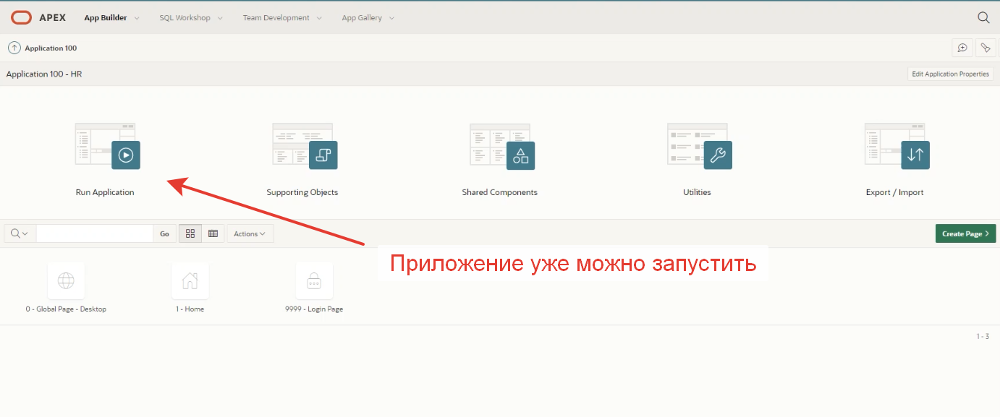 APEX App Builder SQL Workshop Team Development App Gallery
Application 100
Application 100 - HR Edit Application Properties
Run Application Supporting Objects Shared Components Utilities Export / Import
Go Actions Create Page
Приложение уже можно запустить
0 - Global Page - Desktop 1 - Home 9999 - Login Page
1 - 3